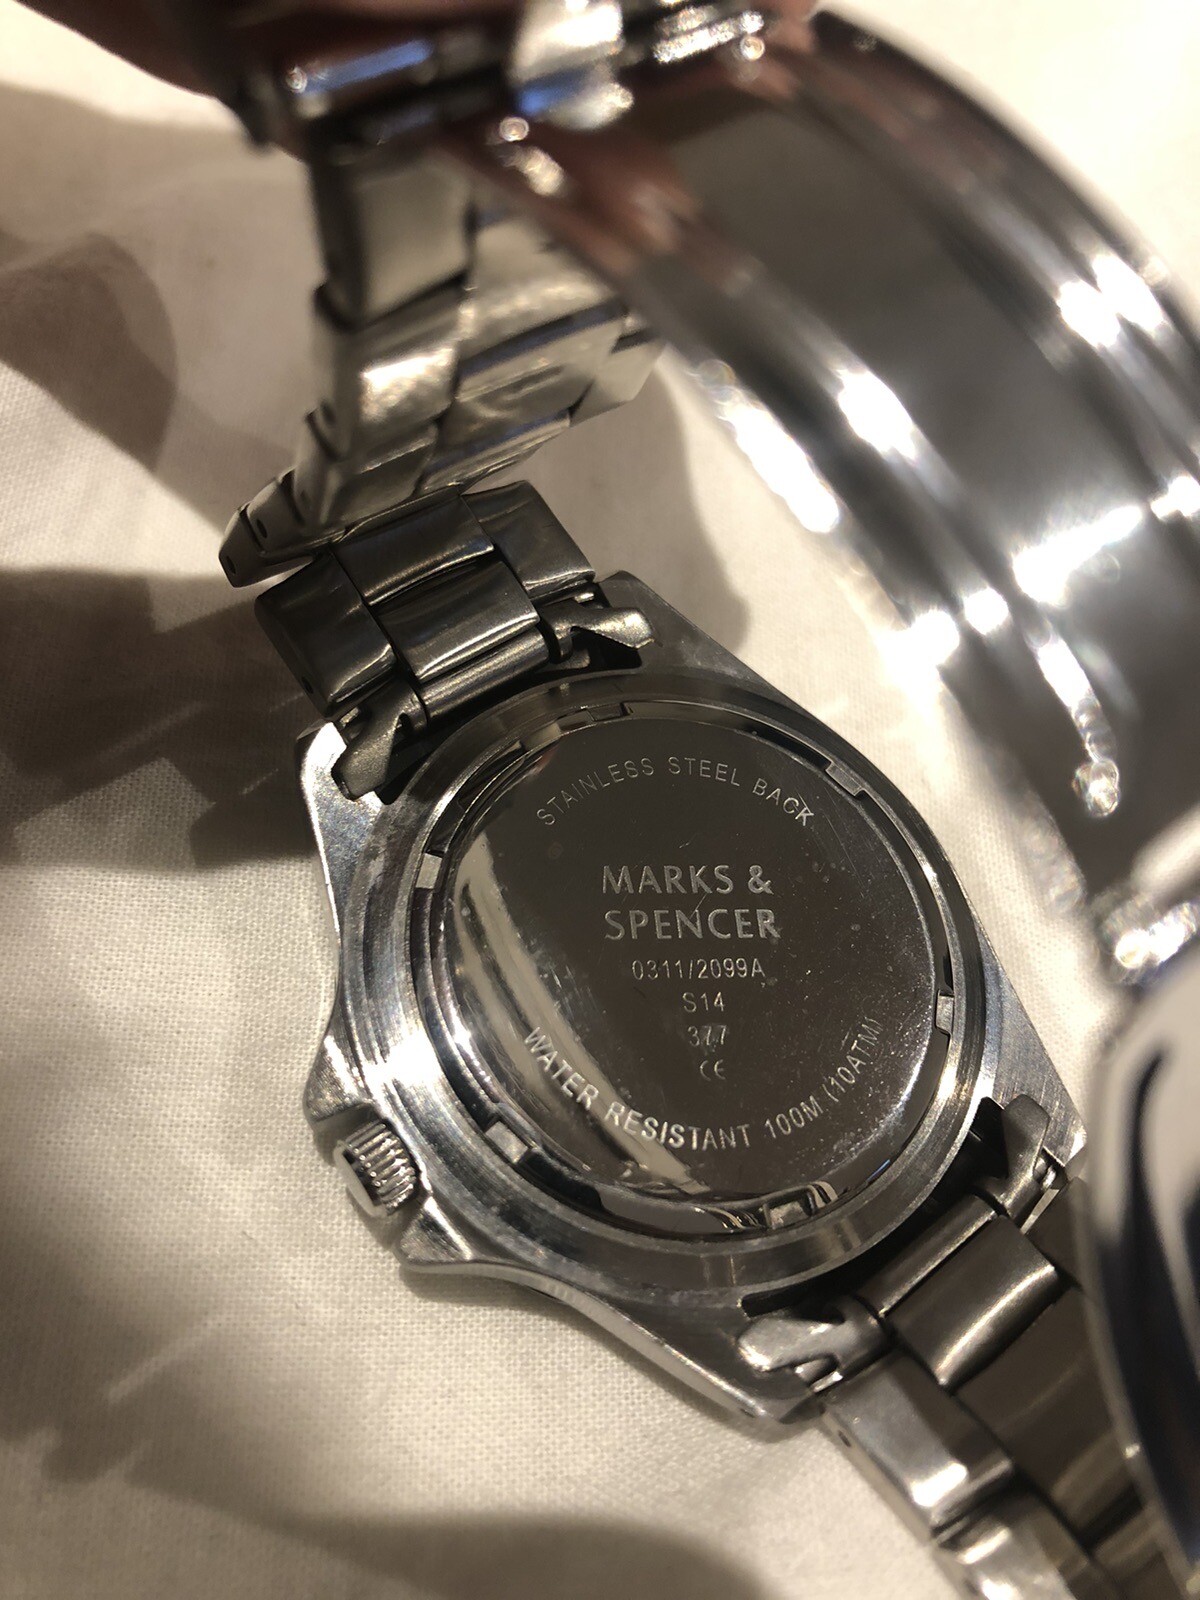 STAINLESS STEEL BACK
MARKS &
SPENCER
0311/2099A
S14
377
CE
WATER RESISTANT 100M (10ATM)